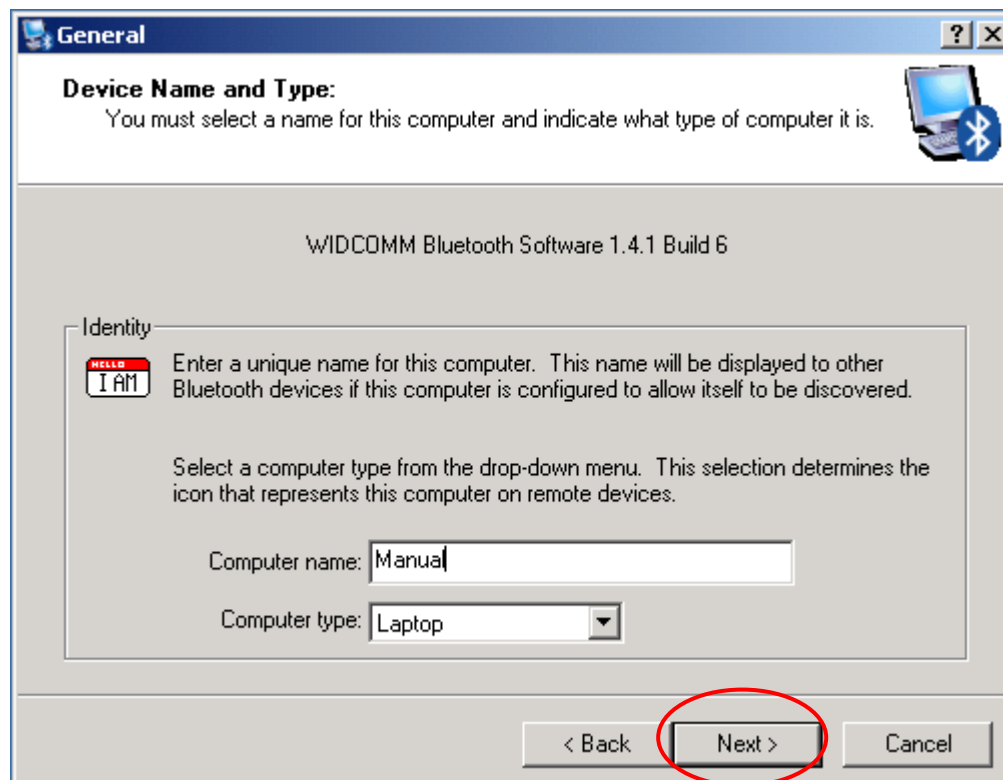 General
Device Name and Type:
You must select a name for this computer and indicate what type of computer it is.
WIDCOMM Bluetooth Software 1.4.1 Build 6
Identity
HELLO
I AM
Enter a unique name for this computer. This name will be displayed to other
Bluetooth devices if this computer is configured to allow itself to be discovered.
Select a computer type from the drop-down menu. This selection determines the
icon that represents this computer on remote devices.
Computer name: Manual
Computer type: Laptop
< Back Next > Cancel